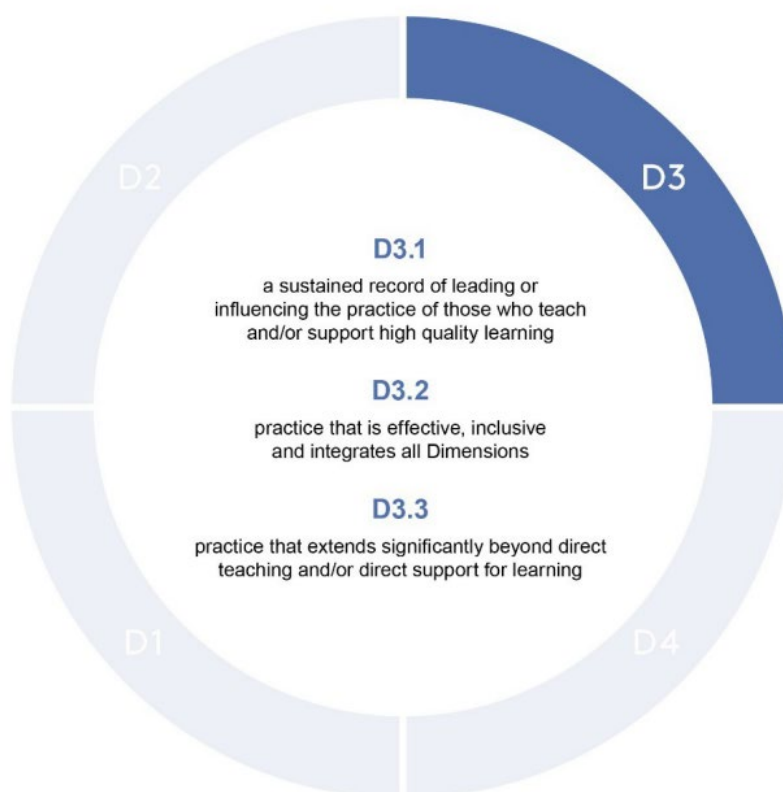 D2
D3
D3.1
a sustained record of leading or
influencing the practice of those who teach
and/or support high quality learning
D3.2
practice that is effective, inclusive
and integrates all Dimensions
D3.3
practice that extends significantly beyond direct
teaching and/or direct support for learning
D1
D4